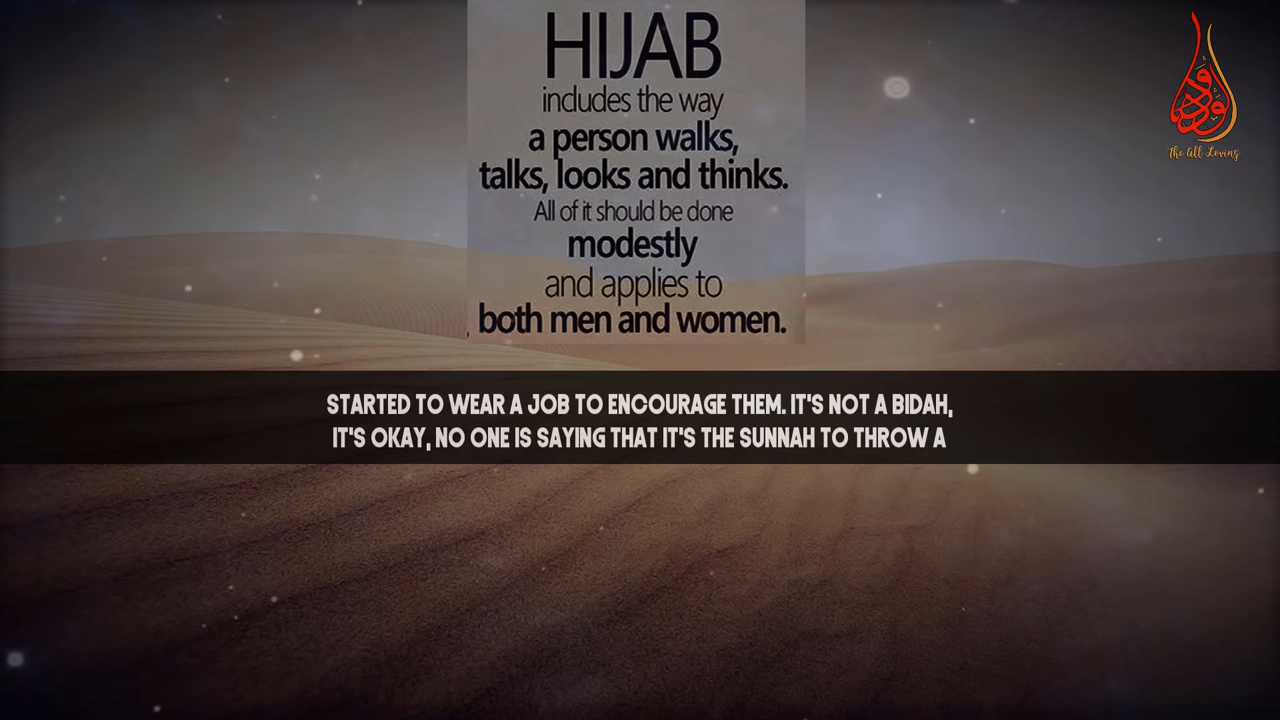 HIJAB
includes the way
a person walks,
talks, looks and thinks.
All of it should be done
modestly
and applies to
both men and women.
The All Loving
STARTED TO WEAR A JOB TO ENCOURAGE THEM. IT'S NOT A BIDAH,
IT'S OKAY, NO ONE IS SAYING THAT IT'S THE SUNNAH TO THROW A